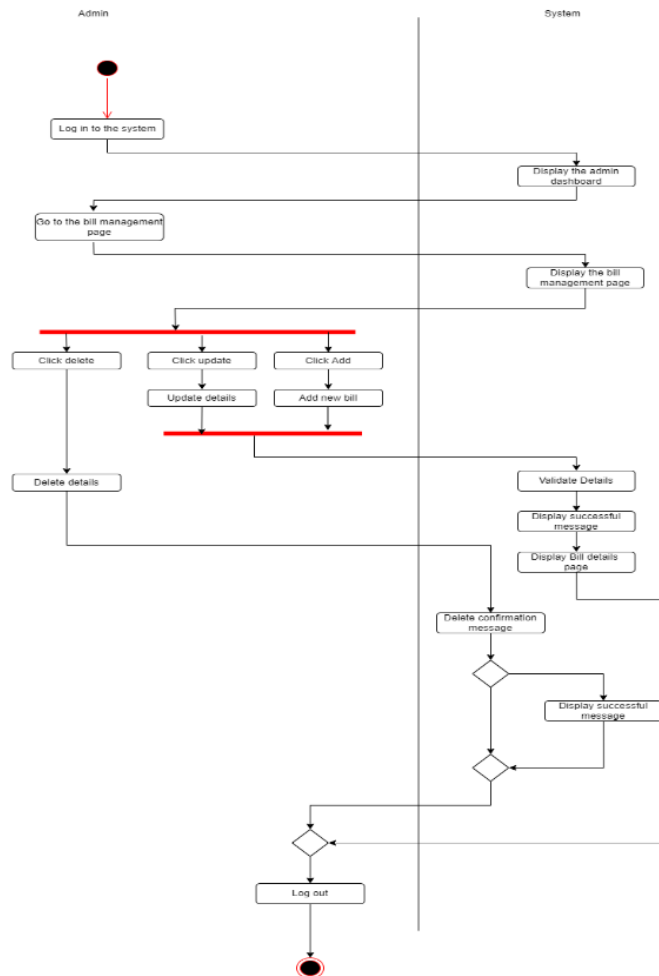 Admin
System
Log in to the system
Display the admin
dashboard
Go to the bill management
page
Display the bill
management page
Click delete
Click update
Click Add
Update details
Add new bill
Delete details
Validate Details
Display successful
message
Display Bill details
page
Delete confirmation
message
Display successful
message
Log out